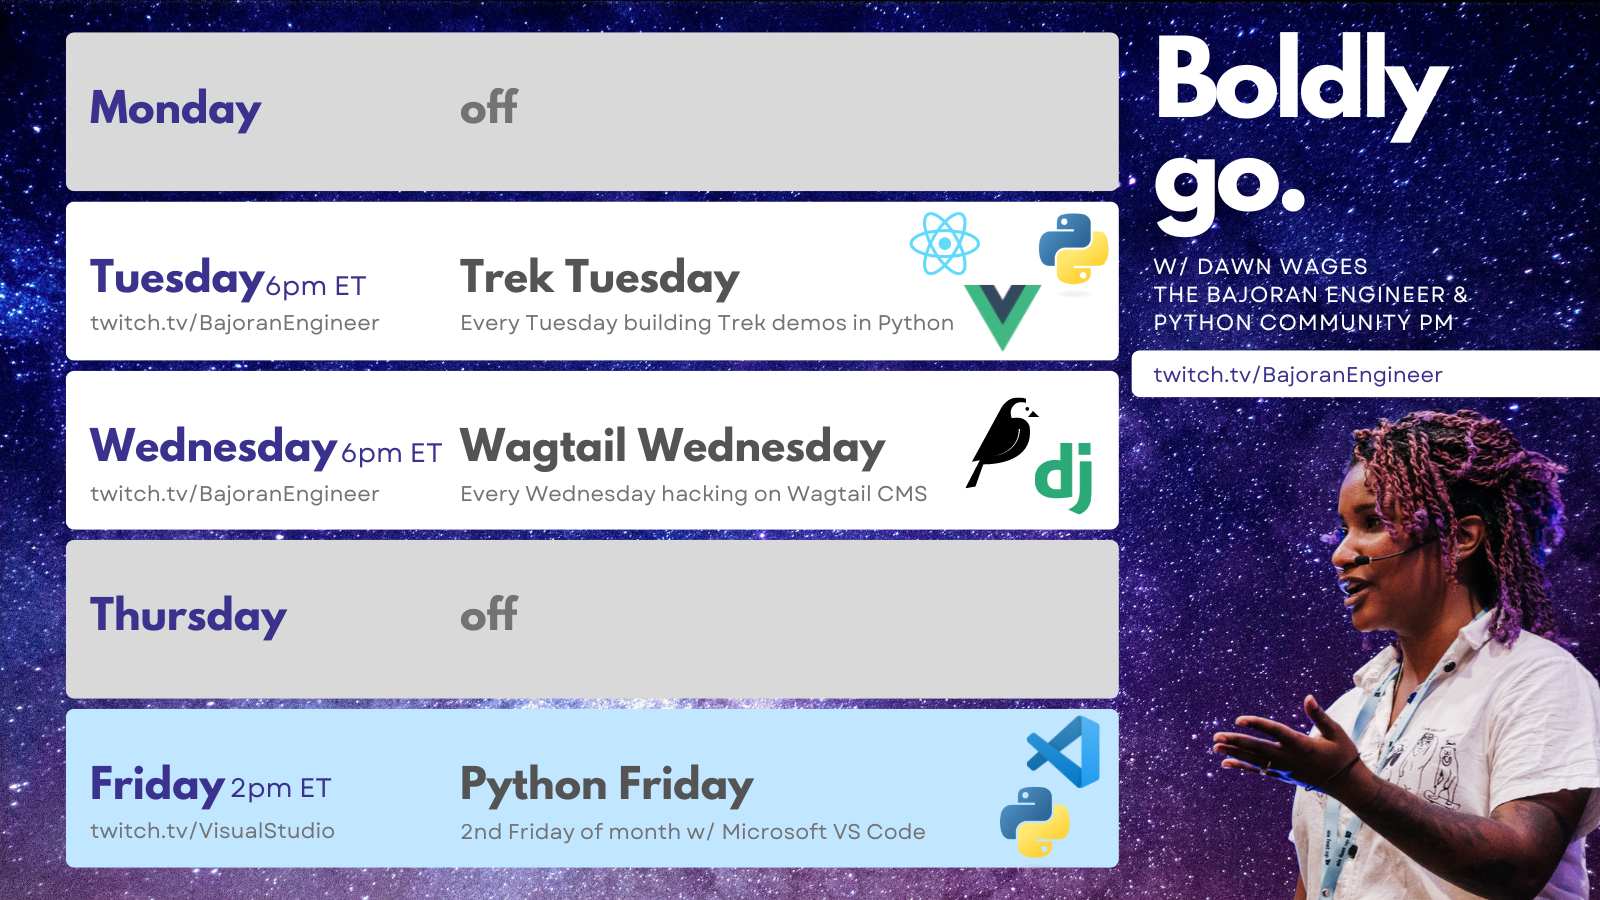 Monday
off
Tuesday 6pm ET
twitch.tv/BajoranEngineer
Trek Tuesday
Every Tuesday building Trek demos in Python
Wednesday 6pm ET
twitch.tv/BajoranEngineer
Wagtail Wednesday
Every Wednesday hacking on Wagtail CMS
dj
Thursday
off
Friday 2pm ET
twitch.tv/VisualStudio
Python Friday
2nd Friday of month w/ Microsoft VS Code
Boldly
go.
W/ DAWN WAGES
THE BAJORAN ENGINEER &
PYTHON COMMUNITY PM
twitch.tv/BajoranEngineer